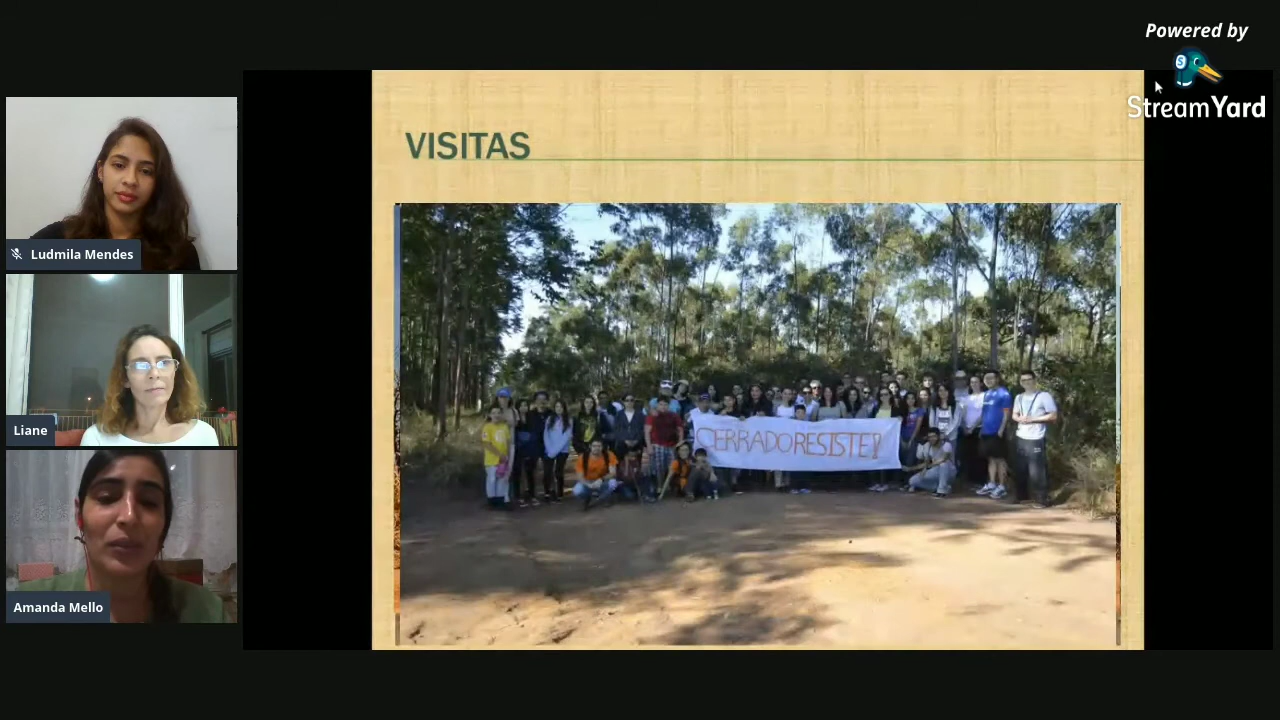 Powered by
StreamYard
VISITAS
CERRADO RESISTE!
Ludmila Mendes
Liane
Amanda Mello